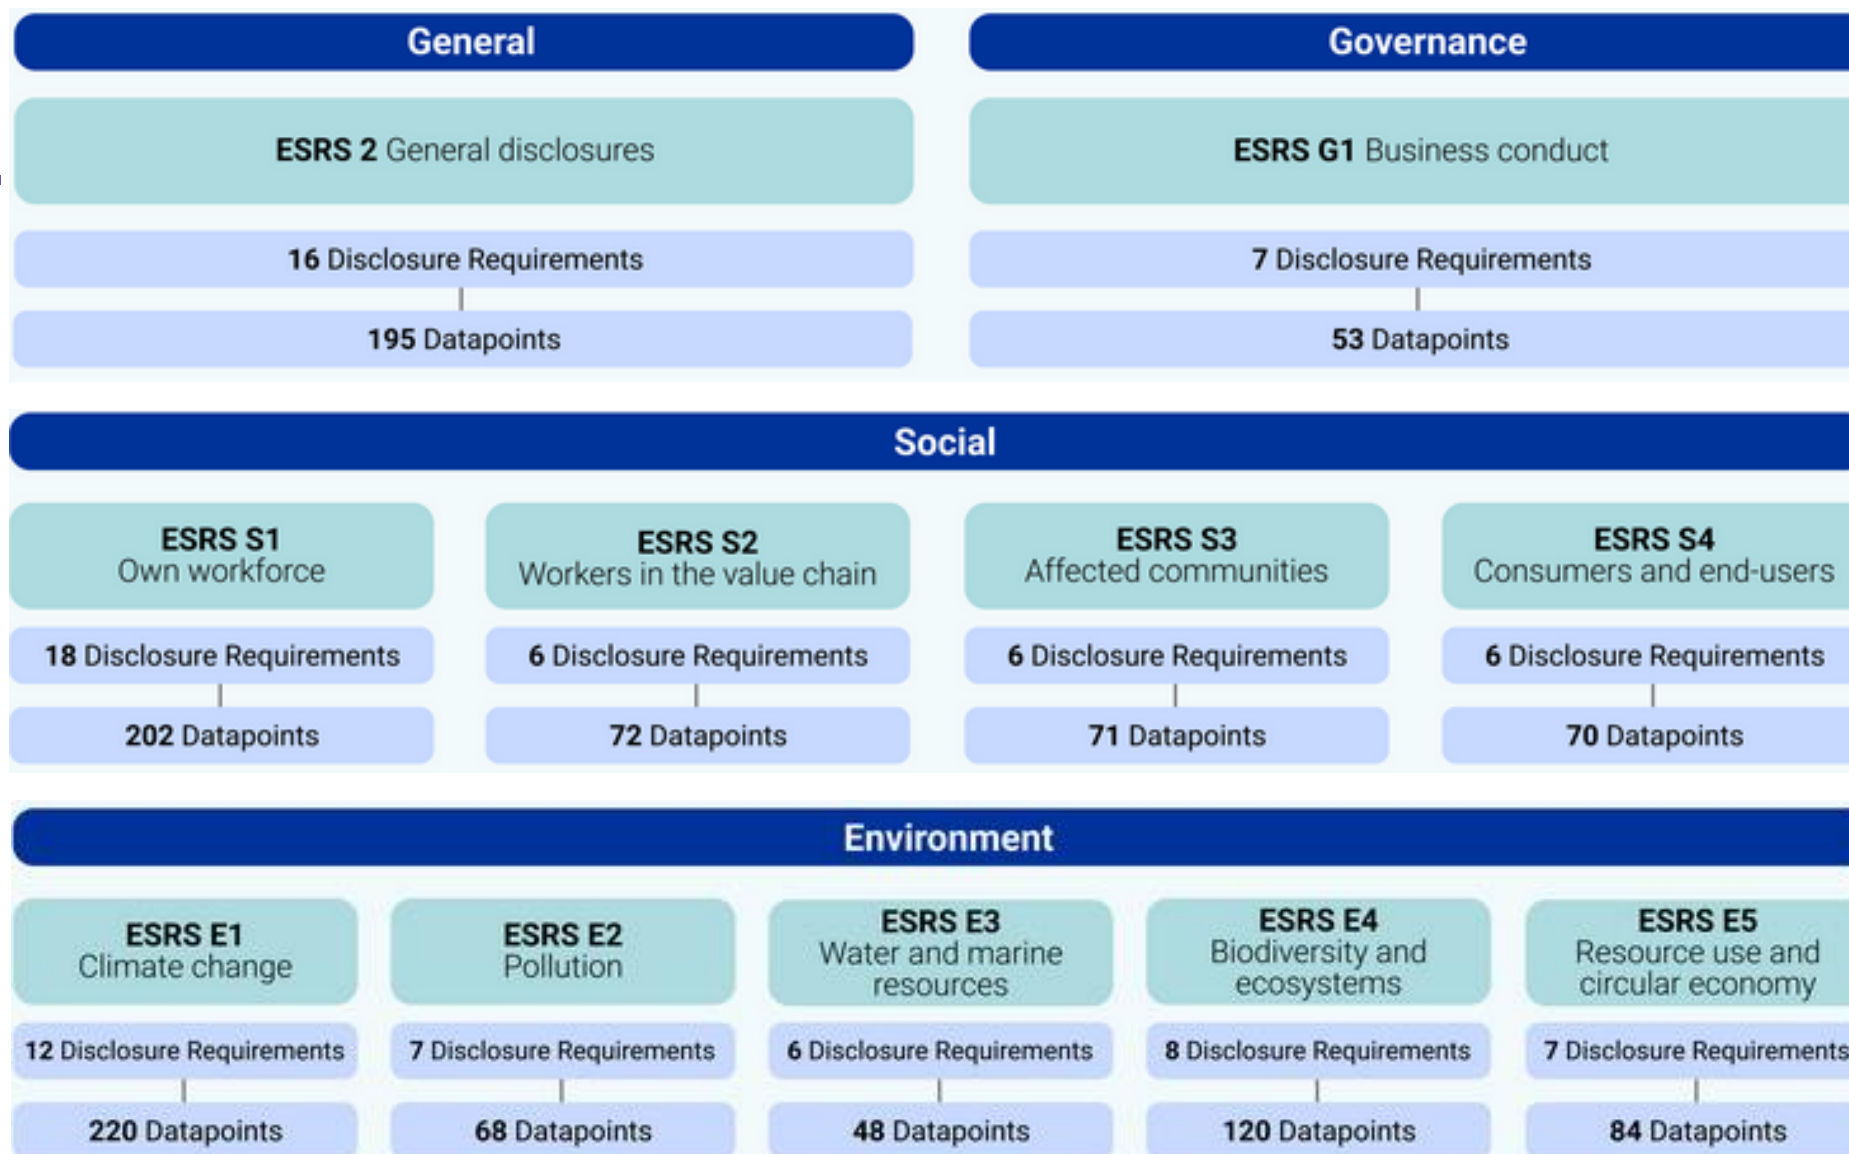 General
Governance
ESRS 2 General disclosures
ESRS G1 Business conduct
16 Disclosure Requirements
7 Disclosure Requirements
195 Datapoints
53 Datapoints
Social
ESRS S1
Own workforce
ESRS S2
Workers in the value chain
ESRS S3
Affected communities
ESRS S4
Consumers and end-users
18 Disclosure Requirements
6 Disclosure Requirements
6 Disclosure Requirements
6 Disclosure Requirements
202 Datapoints
72 Datapoints
71 Datapoints
70 Datapoints
Environment
ESRS E1
Climate change
ESRS E2
Pollution
ESRS E3
Water and marine
resources
ESRS E4
Biodiversity and
ecosystems
ESRS E5
Resource use and
circular economy
12 Disclosure Requirements
7 Disclosure Requirements
6 Disclosure Requirements
8 Disclosure Requirements
7 Disclosure Requirements
220 Datapoints
68 Datapoints
48 Datapoints
120 Datapoints
84 Datapoints